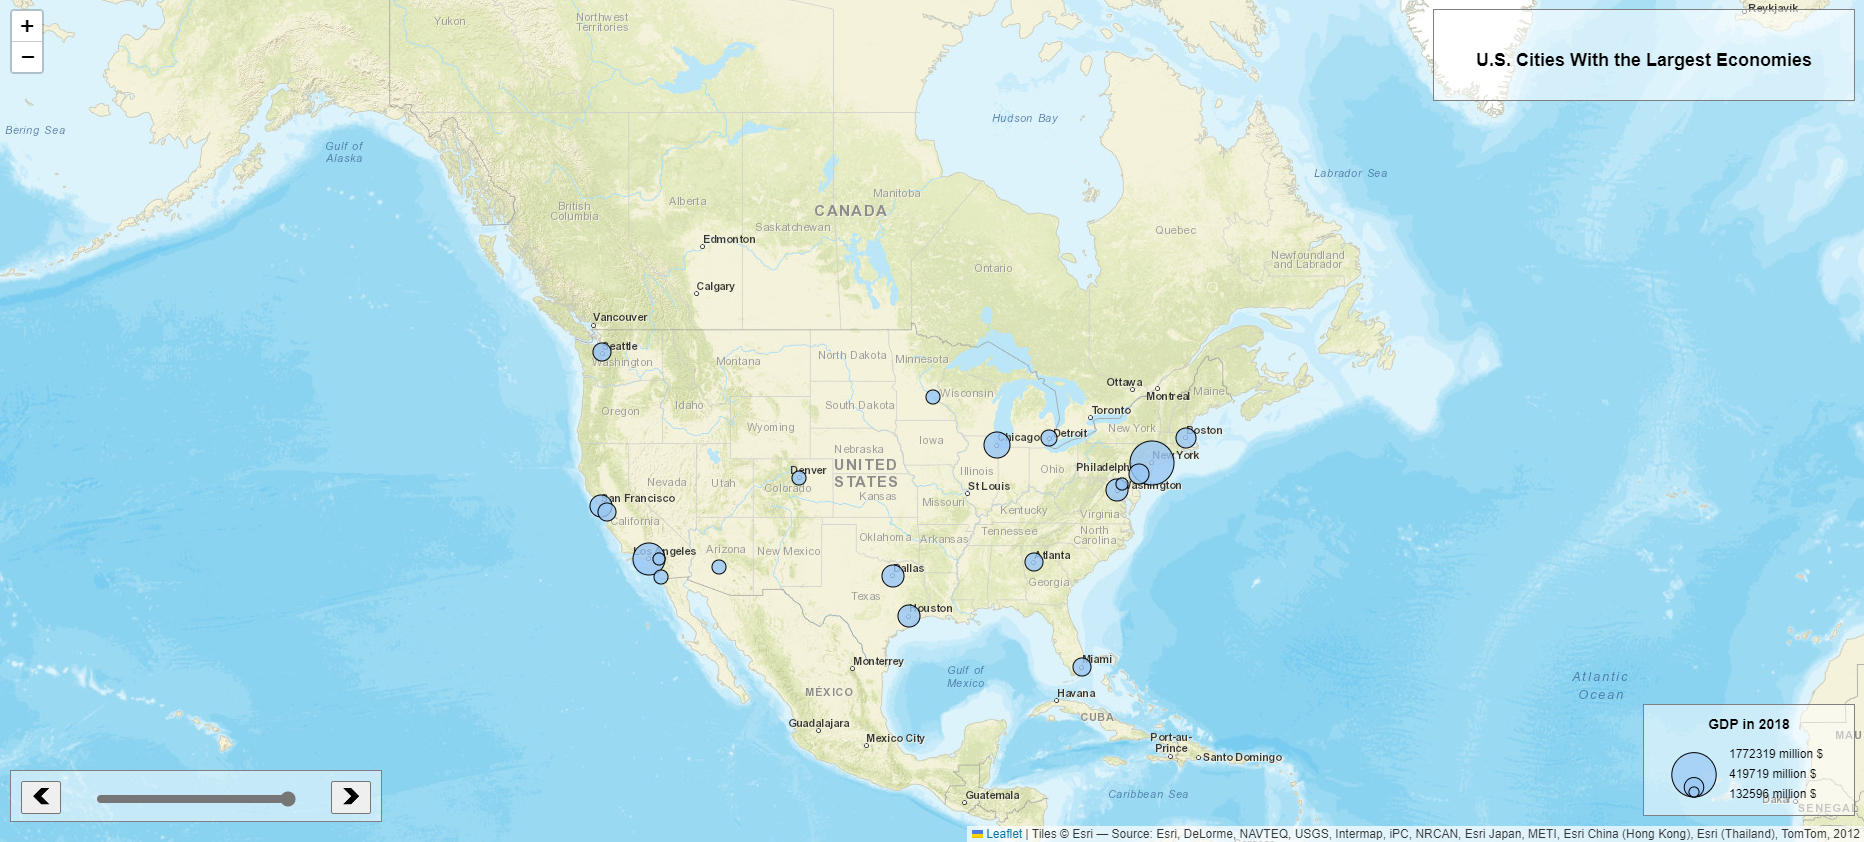 Reykjavik
+
−
Yukon
Northwest
Territories
U.S. Cities With the Largest Economies
Bering Sea
Hudson Bay
Gulf of
Alaska
Labrador Sea
Manitoba
Alberta
British
Columbia
CANADA
Saskatchewan
Quebec
Edmonton
Newfoundland
and Labrador
Ontario
Calgary
Vancouver
Seattle
Washington
Montana
North Dakota
Minnesota
Ottawa
Montreal
Maine
Wisconsin
Oregon
Idaho
South Dakota
Toronto
Wyoming
New York
Boston
Chicago
Detroit
Iowa
Nebraska
New York
Denver
UNITED
STATES
Illinois
Ohio
Philadelph
Nevada
Utah
Colorado
Kansas
St Louis
Washington
San Francisco
Missouri
Kentucky
Virginia
California
Tennessee
North
Carolina
Oklahoma
Arkansas
Los Angeles
Arizona
New Mexico
Atlanta
Dallas
Georgia
Texas
Houston
Monterrey
Gulf of
Mexico
Miami
Atlantic
Ocean
MÉXICO
Havana
CUBA
Guadalajara
Mexico City
Port-au-
Prince
Santo Domingo
GDP in 2018
MAU
1772319 million $
419719 million $
132596 million $
Guatemala
Caribbean Sea
Dakar
SENEGAL
Leaflet | Tiles © Esri — Source: Esri, DeLorme, NAVTEQ, USGS, Intermap, iPC, NRCAN, Esri Japan, METI, Esri China (Hong Kong), Esri (Thailand), TomTom, 2012